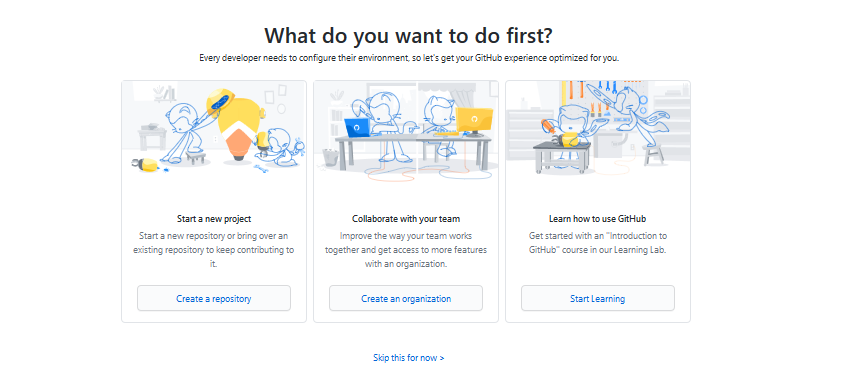 What do you want to do first?
Every developer needs to configure their environment, so let's get your GitHub experience optimized for you.
Start a new project
Start a new repository or bring over an
existing repository to keep contributing to
it.
Create a repository
Collaborate with your team
Improve the way your team works
together and get access to more features
with an organization.
Create an organization
Learn how to use GitHub
Get started with an "Introduction to
GitHub" course in our Learning Lab.
Start Learning
Skip this for now >